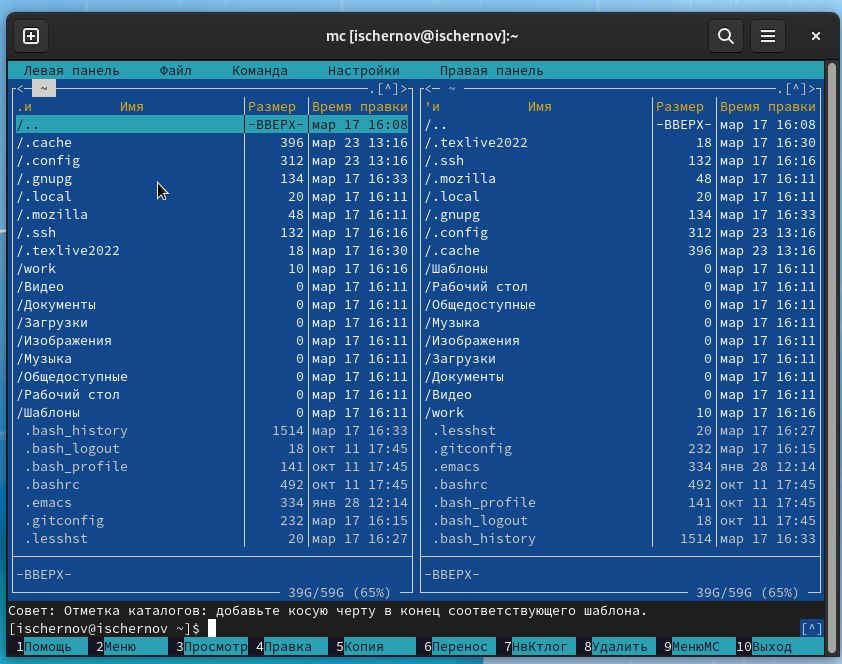 mc [ischernov@ischernov]:~
Левая панель Файл Команда Настройки Правая панель
<─ ~ .[^]> <─ ~ .[^]>
.и Имя Размер Время правки 'и Имя Размер Время правки
/.. -ВВЕРХ- мар 17 16:08 /.. -ВВЕРХ- мар 17 16:08
/.cache 396 мар 23 13:16 /.texlive2022 18 мар 17 16:30
/.config 312 мар 23 13:16 /.ssh 132 мар 17 16:16
/.gnupg 134 мар 17 16:33 /.mozilla 48 мар 17 16:11
/.local 20 мар 17 16:11 /.local 20 мар 17 16:11
/.mozilla 48 мар 17 16:11 /.gnupg 134 мар 17 16:33
/.ssh 132 мар 17 16:16 /.config 312 мар 23 13:16
/.texlive2022 18 мар 17 16:30 /.cache 396 мар 23 13:16
/work 10 мар 17 16:16 /Шаблоны 0 мар 17 16:11
/Видео 0 мар 17 16:11 /Рабочий стол 0 мар 17 16:11
/Документы 0 мар 17 16:11 /Общедоступные 0 мар 17 16:11
/Загрузки 0 мар 17 16:11 /Музыка 0 мар 17 16:11
/Изображения 0 мар 17 16:11 /Изображения 0 мар 17 16:11
/Музыка 0 мар 17 16:11 /Загрузки 0 мар 17 16:11
/Общедоступные 0 мар 17 16:11 /Документы 0 мар 17 16:11
/Рабочий стол 0 мар 17 16:11 /Видео 0 мар 17 16:11
/Шаблоны 0 мар 17 16:11 /work 10 мар 17 16:16
.bash_history 1514 мар 17 16:33 .lesshst 20 мар 17 16:27
.bash_logout 18 окт 11 17:45 .gitconfig 232 мар 17 16:15
.bash_profile 141 окт 11 17:45 .emacs 334 янв 28 12:14
.bashrc 492 окт 11 17:45 .bashrc 492 окт 11 17:45
.emacs 334 янв 28 12:14 .bash_profile 141 окт 11 17:45
.gitconfig 232 мар 17 16:15 .bash_logout 18 окт 11 17:45
.lesshst 20 мар 17 16:27 .bash_history 1514 мар 17 16:33
-ВВЕРХ- -ВВЕРХ-
39G/59G (65%) 39G/59G (65%)
Совет: Отметка каталогов: добавьте косую черту в конец соответствующего шаблона.
[ischernov@ischernov ~]$ [^]
1Помощь 2Меню 3Просмотр 4Правка 5Копия 6Перенос 7НвКтлог 8Удалить 9МенюМС 10Выход